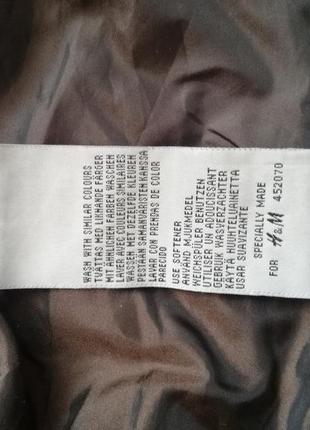 WASH WITH SIMILAR COLOURS
TVÄTTAS MED LIKNANDE FÄRGER
MIT ÄHNLICHEN FARBEN WASCHEN
LAVER AVEC COULEURS SIMILAIRES
WASSEN MET DEZELFDE KLEUREN
PESTÄÄN SAMANVÄRISTEN KANSSA
LAVAR CON PRENDAS DE COLOR
PARECIDO
USE SOFTENER
ANVÄND MJUKMEDEL
WEICHSPÜLER BENUTZEN
UTILISER UN ADOUCISSANT
GEBRUIK WASVERZACHTER
KÄYTÄ HUUHTELUAINETTA
USAR SUAVIZANTE
SPECIALLY MADE
FOR H&M 452070